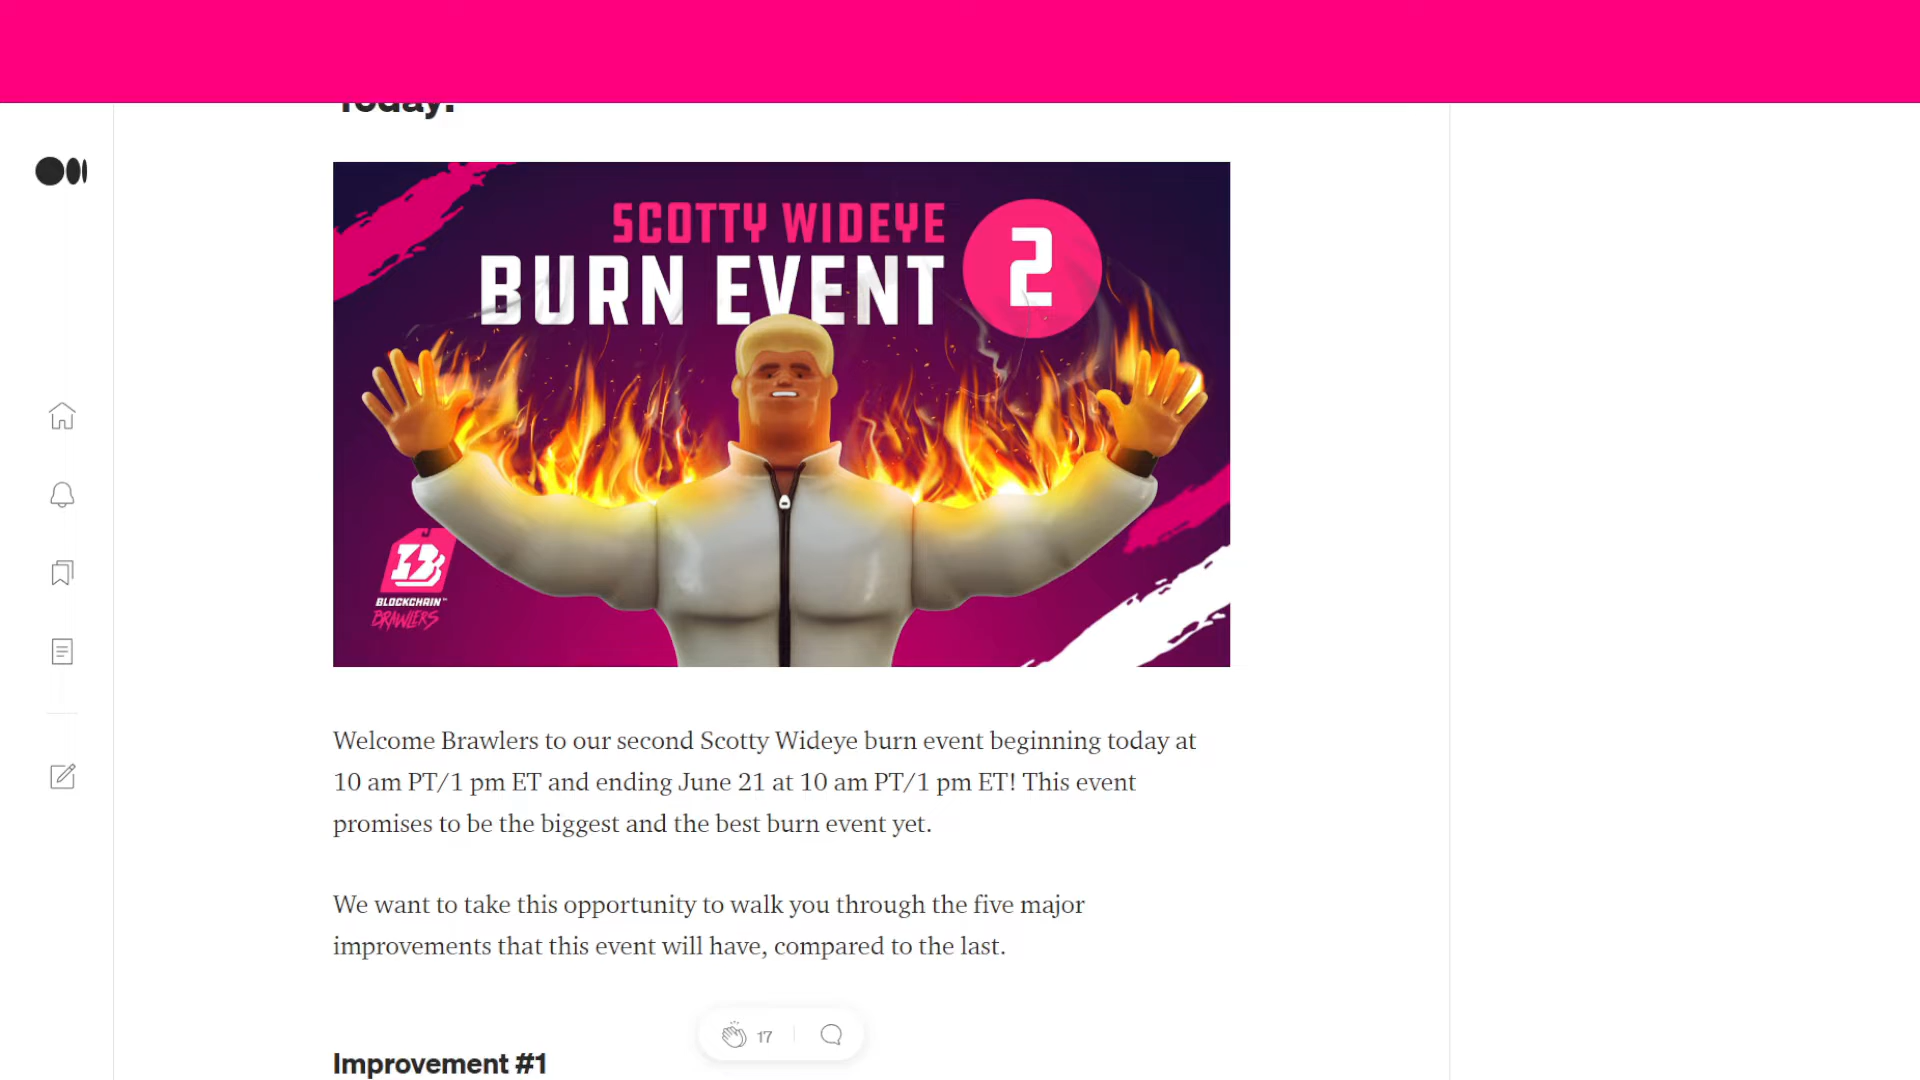 Today!
SCOTTY WIDEYE
BURN EVENT 2
BLOCKCHAIN™
BRAWLERS
Welcome Brawlers to our second Scotty Wideye burn event beginning today at
10 am PT/1 pm ET and ending June 21 at 10 am PT/1 pm ET! This event
promises to be the biggest and the best burn event yet.
We want to take this opportunity to walk you through the five major
improvements that this event will have, compared to the last.
17
Improvement #1